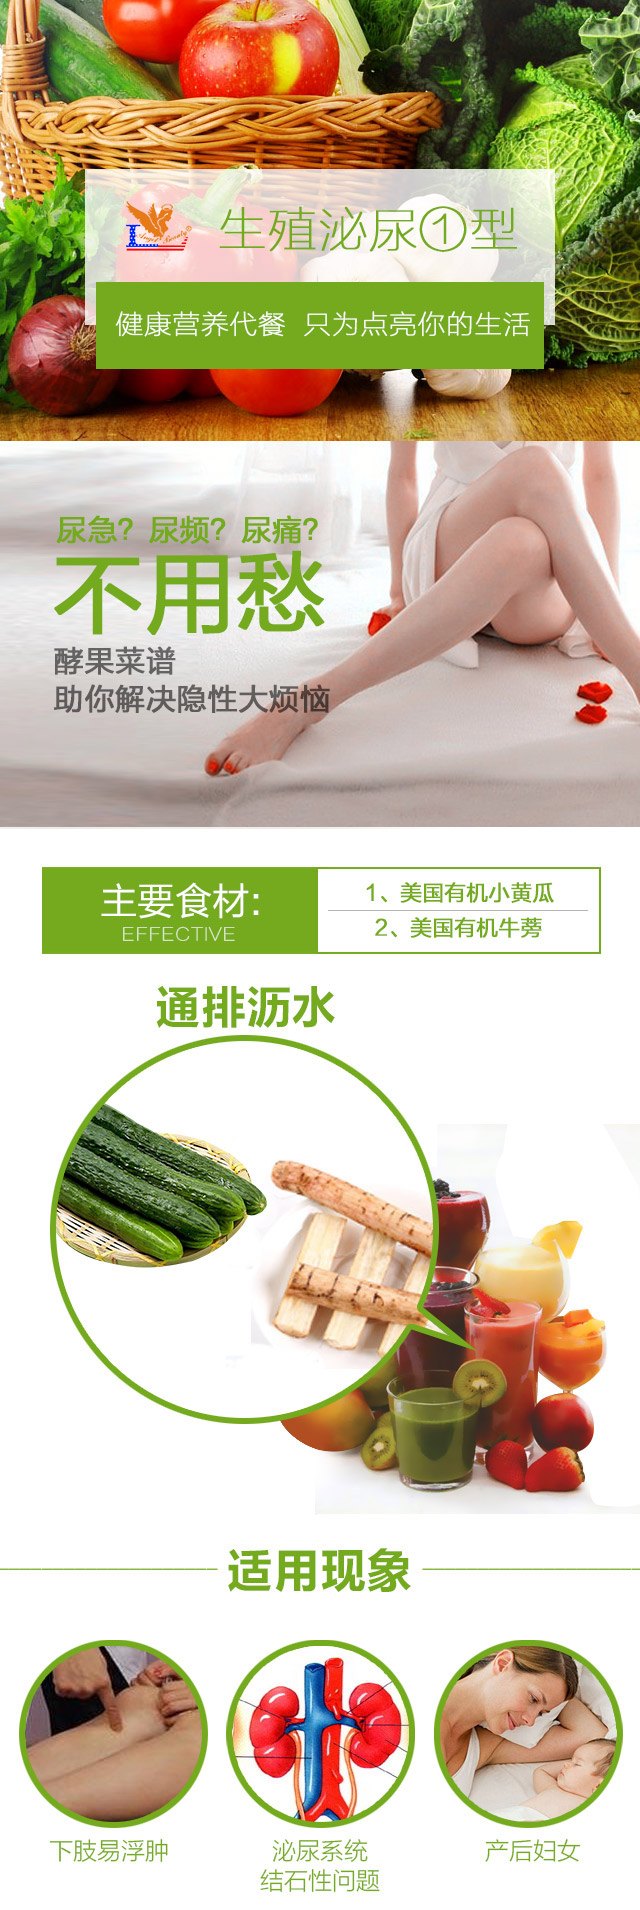 生殖泌尿①型
健康营养代餐 只为点亮你的生活
尿急？尿频？尿痛？
不用愁
酵果菜谱
助你解决隐性大烦恼
主要食材:
EFFECTIVE
1、美国有机小黄瓜
2、美国有机牛蒡
通排沥水
适用现象
下肢易浮肿
泌尿系统
结石性问题
产后妇女